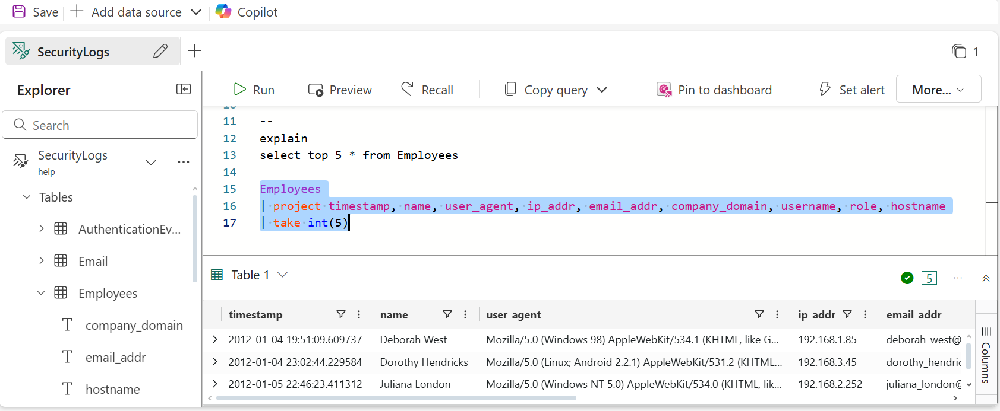 Save + Add data source Copilot
SecurityLogs + 1
Explorer
Run Preview Recall Copy query Pin to dashboard Set alert More...
Search
SecurityLogs
help
Tables
AuthenticationEv...
Email
Employees
company_domain
email_addr
hostname
10
11 --
12 explain
13 select top 5 * from Employees
14
15 Employees
16 | project timestamp, name, user_agent, ip_addr, email_addr, company_domain, username, role, hostname
17 | take int(5)
Table 1 5 ...
timestamp name user_agent ip_addr email_addr
2012-01-04 19:51:09.609737 Deborah West Mozilla/5.0 (Windows 98) AppleWebKit/534.1 (KHTML, like G... 192.168.1.85 deborah_west@
2012-01-04 23:02:44.229584 Dorothy Hendricks Mozilla/5.0 (Linux; Android 2.2.1) AppleWebKit/531.2 (KHTML... 192.168.3.45 dorothy_hendric
2012-01-05 22:46:23.411312 Juliana London Mozilla/5.0 (Windows NT 5.0) AppleWebKit/534.0 (KHTML, lik... 192.168.2.252 juliana_london@
Columns